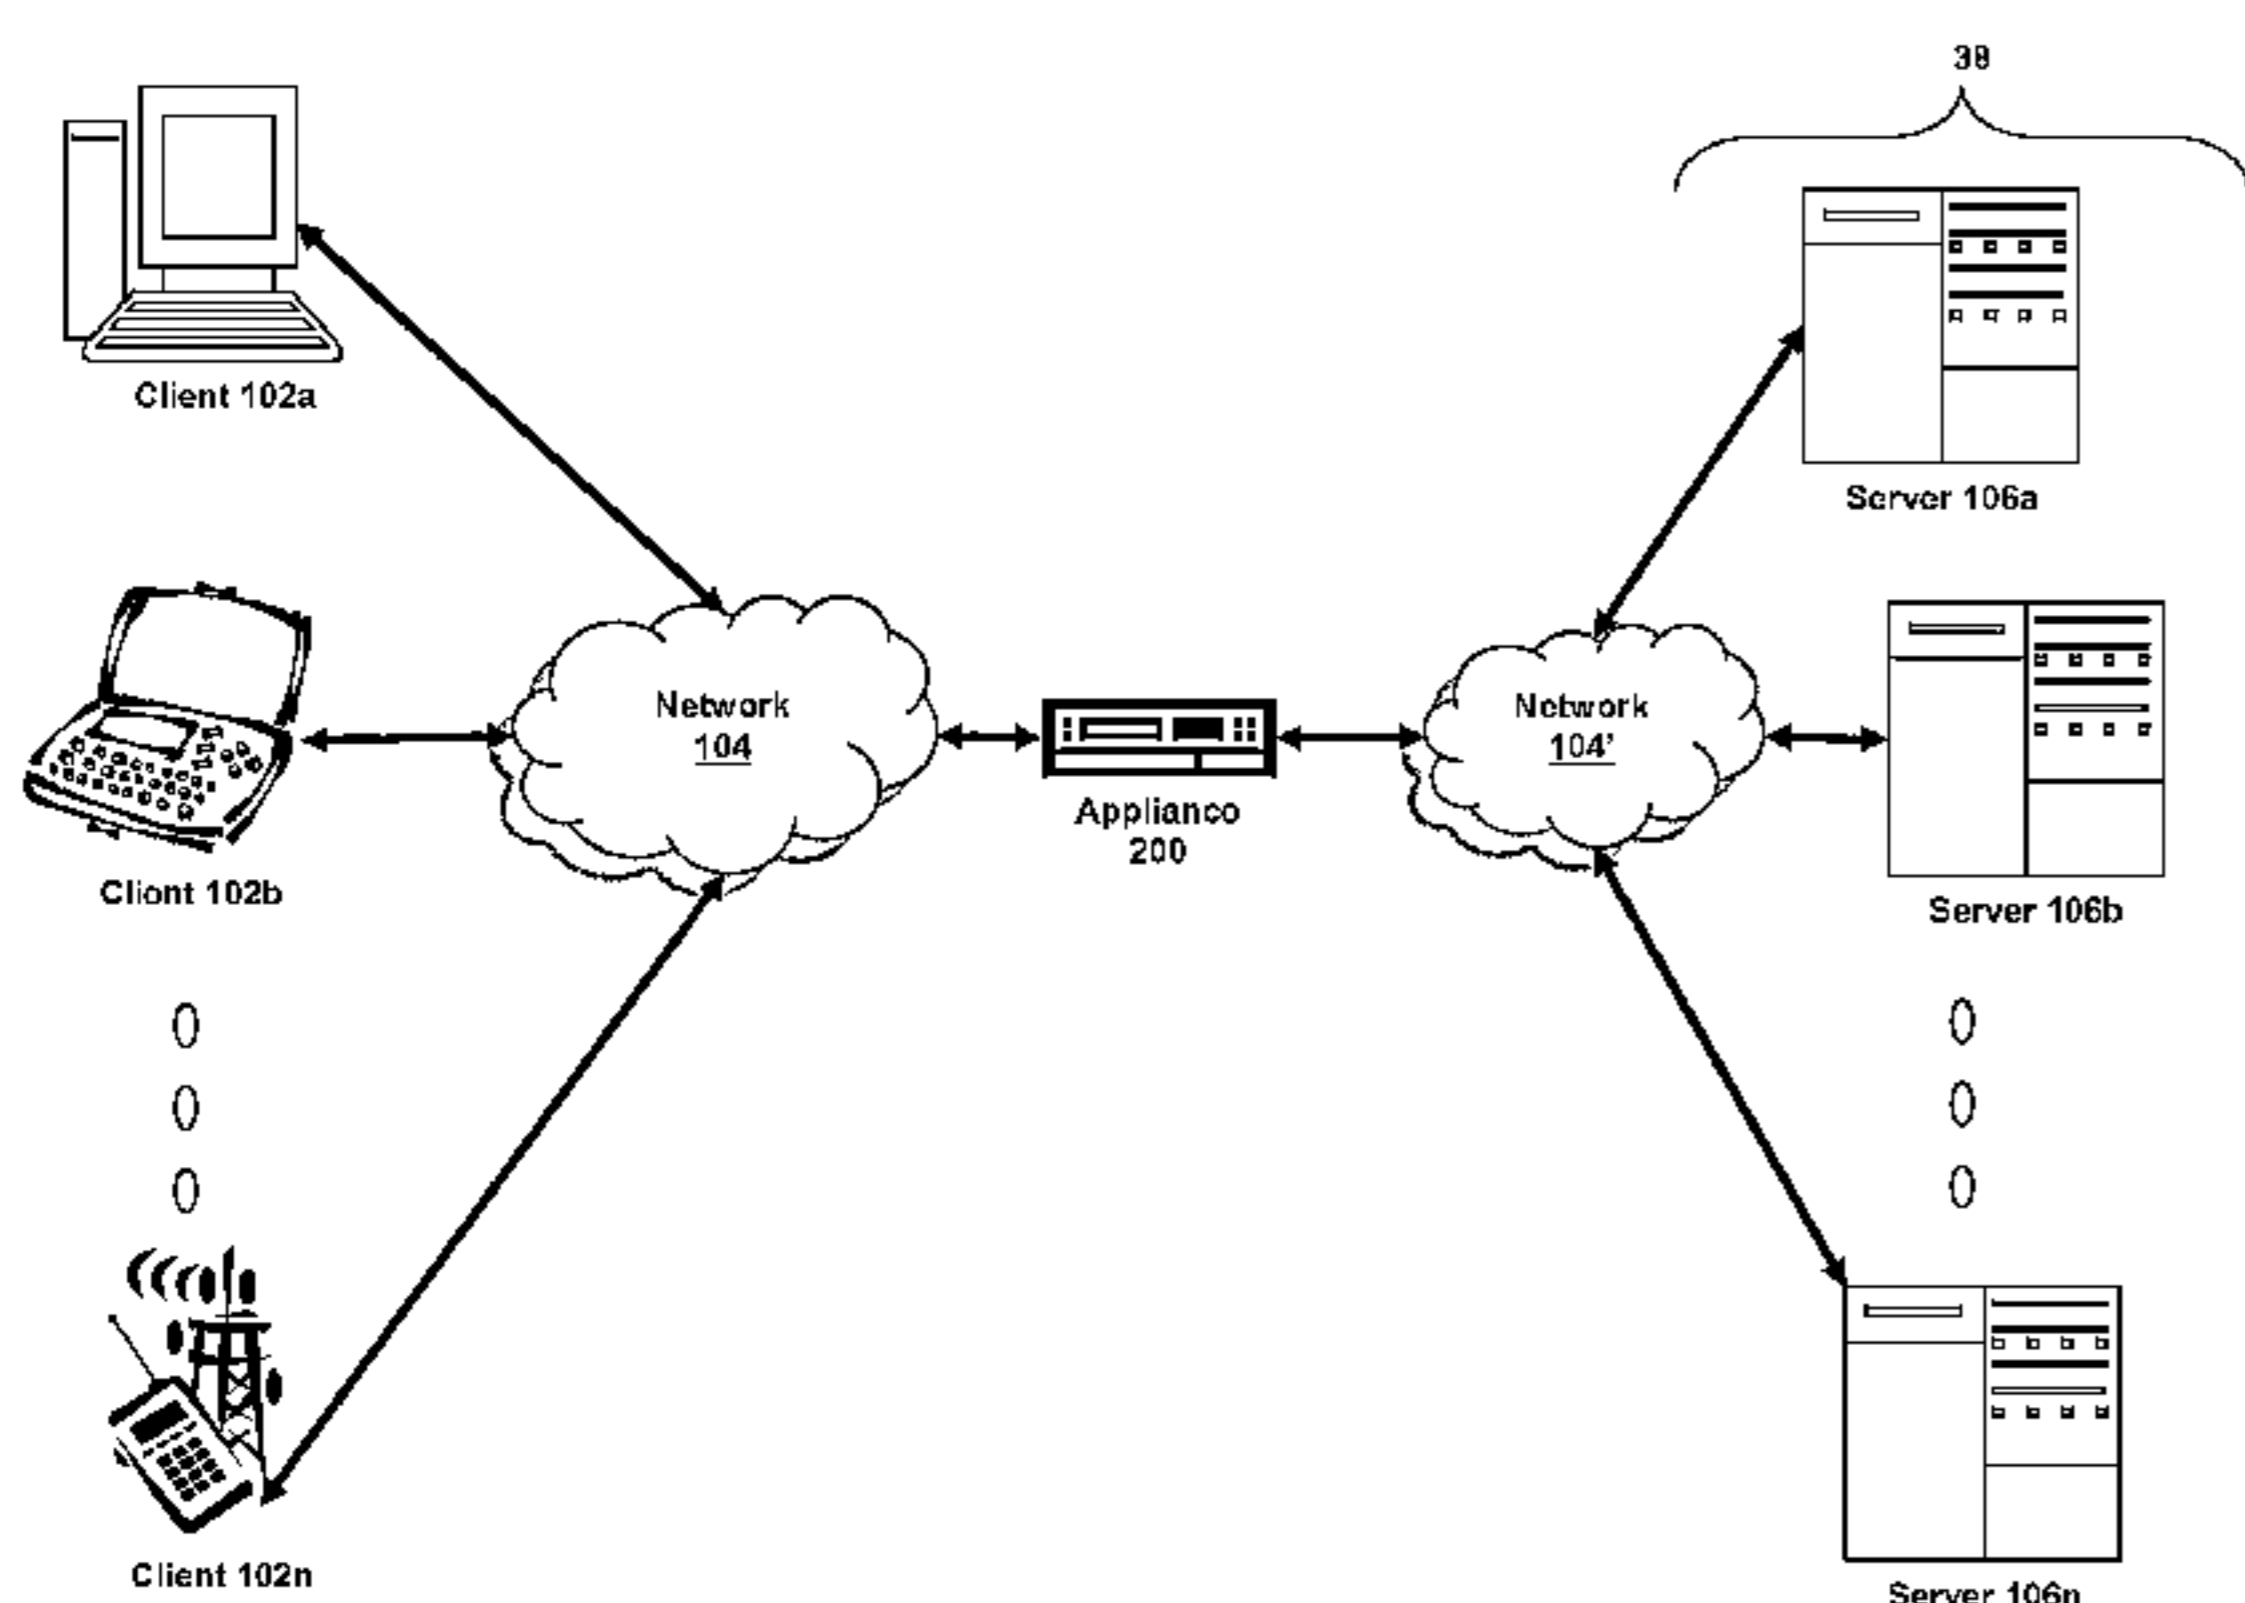 38
Client 102a
Server 106a
Network
104
Network
104’
Appliance
200
Client 102b
Server 106b
Client 102n
Server 106n